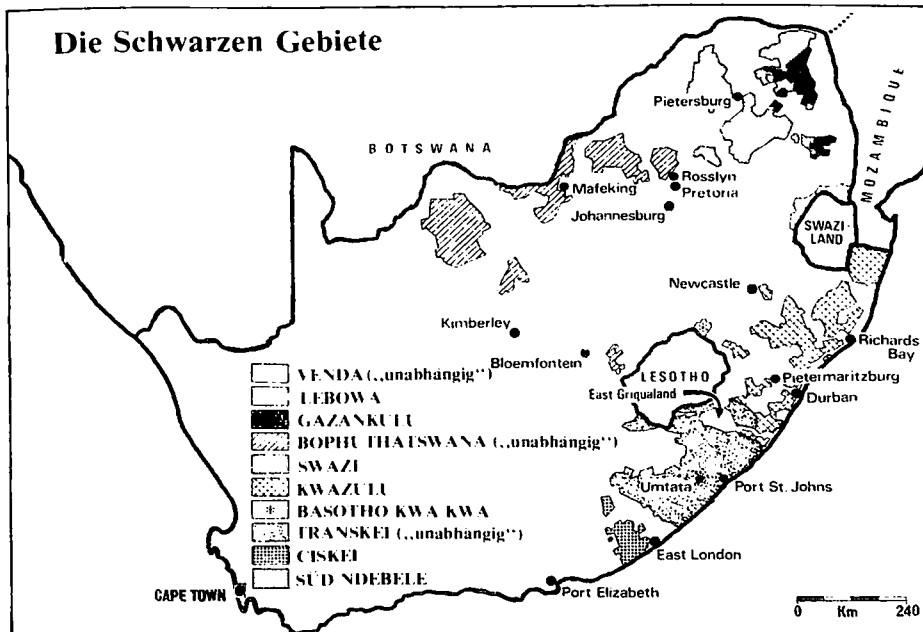 Die Schwarzen Gebiete
BOTSWANA
MOZAMBIQUE
Pietersburg
Rosslyn
Pretoria
Mafeking
Johannesburg
SWAZI
LAND
Newcastle
Kimberley
Bloemfontein
Richards
Bay
LESOTHO
East Griqualand
Pietermaritzburg
Durban
Umtata
Port St. Johns
East London
Port Elizabeth
CAPE TOWN
VENDA („unabhängig“)
LEBOWA
GAZANKULU
BOPHUTHATSWANA („unabhängig“)
SWAZI
KWAZULU
BASOTHO KWA KWA
TRANSKEI („unabhängig“)
CISKEI
SÜD NDEBELE
0 Km 240